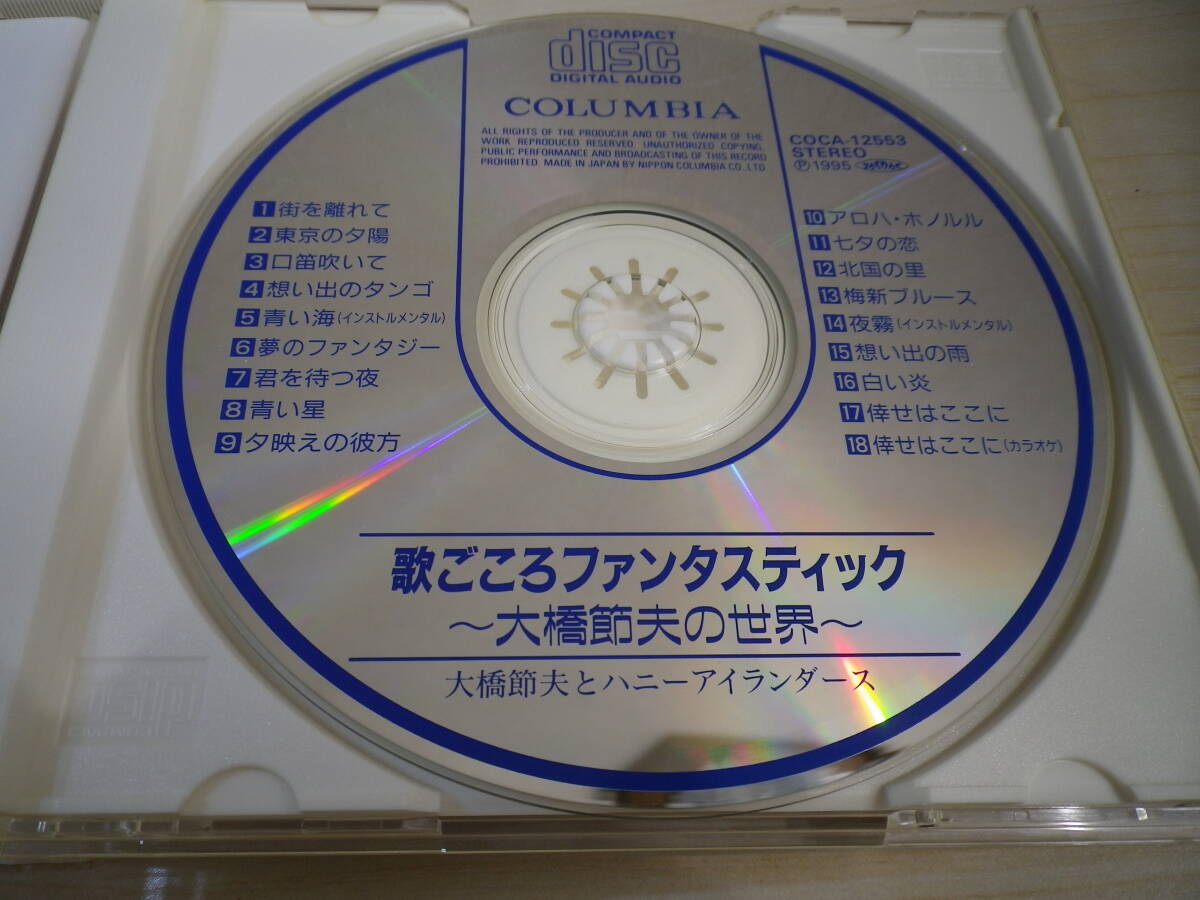 COMPACT
disc
DIGITAL AUDIO
COLUMBIA
ALL RIGHTS OF THE PRODUCER AND OF THE OWNER OF THE
WORK REPRODUCED RESERVED. UNAUTHORIZED COPYING,
PUBLIC PERFORMANCE AND BROADCASTING OF THIS RECORD
PROHIBITED. MADE IN JAPAN BY NIPPON COLUMBIA CO.,LTD
COCA-12553
STEREO
Ⓟ1995
1 街を離れて
2 東京の夕陽
3 口笛吹いて
4 想い出のタンゴ
5 青い海(インストルメンタル)
6 夢のファンタジー
7 君を待つ夜
8 青い星
9 夕映えの彼方
10 アロハ・ホノルル
11 七夕の恋
12 北国の里
13 梅新ブルース
14 夜霧(インストルメンタル)
15 想い出の雨
16 白い炎
17 倖せはここに
18 倖せはここに(カラオケ)
歌ごころファンタスティック
〜大橋節夫の世界〜
大橋節夫とハニーアイランダース